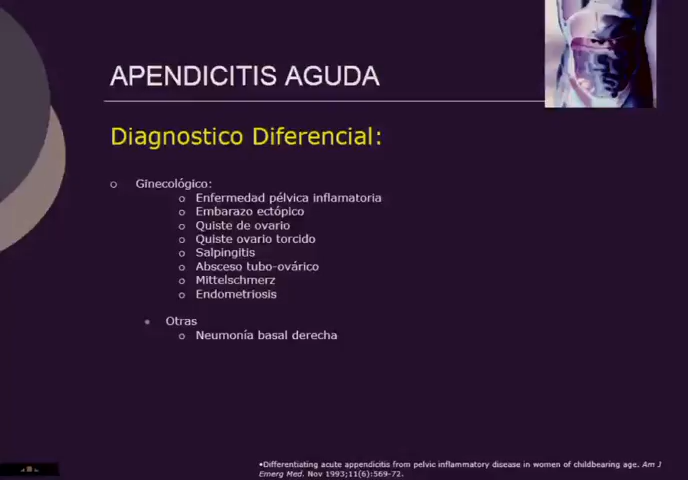 APENDICITIS AGUDA
Diagnostico Diferencial:
Ginecológico:
Enfermedad pélvica inflamatoria
Embarazo ectópico
Quiste de ovario
Quiste ovario torcido
Salpingitis
Absceso tubo-ovárico
Mittelschmerz
Endometriosis
Otras
Neumonía basal derecha
•Differentiating acute appendicitis from pelvic inflammatory disease in women of childbearing age. Am J
Emerg Med. Nov 1993;11(6):569-72.